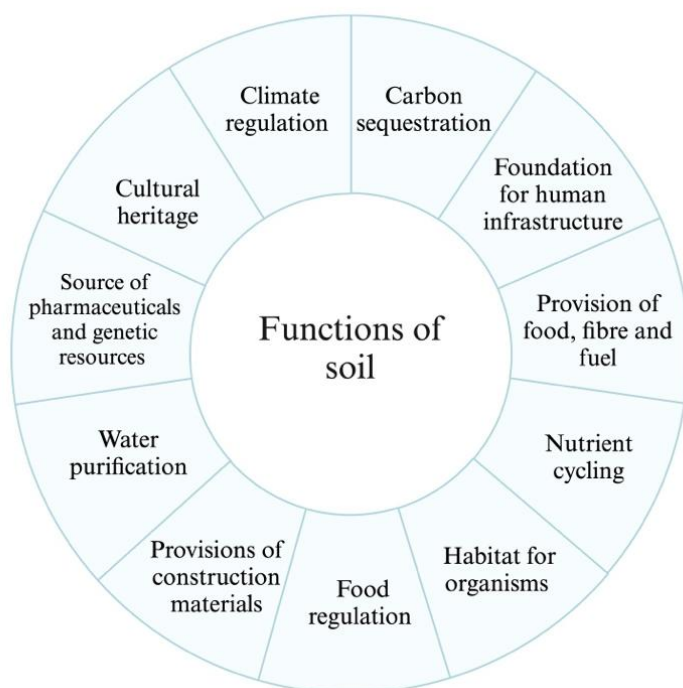 Functions of
soil
Climate
regulation
Carbon
sequestration
Foundation
for human
infrastructure
Provision of
food, fibre and
fuel
Nutrient
cycling
Habitat for
organisms
Food
regulation
Provisions of
construction
materials
Water
purification
Source of
pharmaceuticals
and genetic
resources
Cultural
heritage